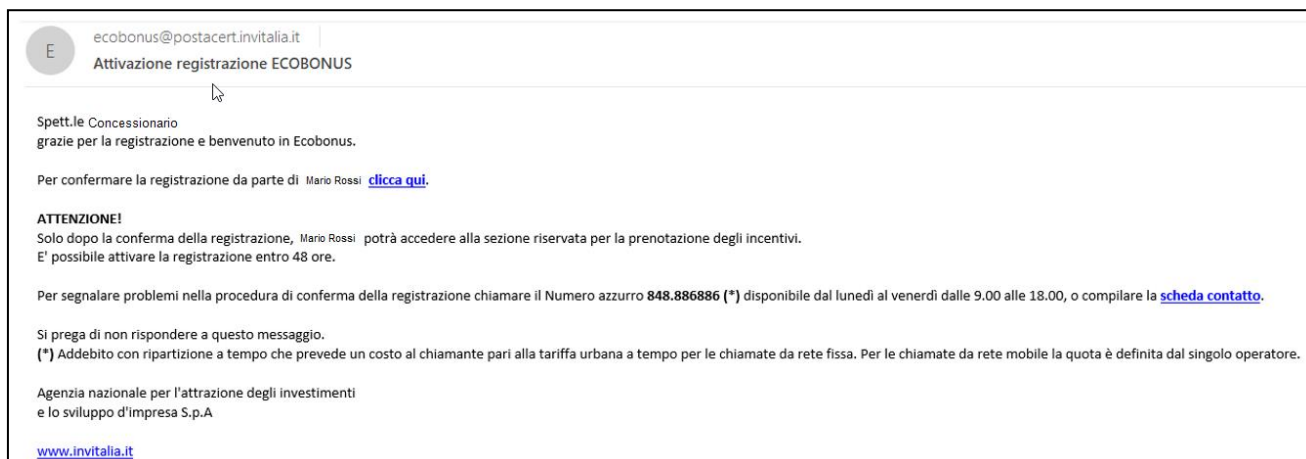 E
ecobonus@postacert.invitalia.it
Attivazione registrazione ECOBONUS
Spett.le Concessionario
grazie per la registrazione e benvenuto in Ecobonus.
Per confermare la registrazione da parte di Mario Rossi clicca qui.
ATTENZIONE!
Solo dopo la conferma della registrazione, Mario Rossi potrà accedere alla sezione riservata per la prenotazione degli incentivi.
E' possibile attivare la registrazione entro 48 ore.
Per segnalare problemi nella procedura di conferma della registrazione chiamare il Numero azzurro 848.886886 (*) disponibile dal lunedì al venerdì dalle 9.00 alle 18.00, o compilare la scheda contatto.
Si prega di non rispondere a questo messaggio.
(*) Addebito con ripartizione a tempo che prevede un costo al chiamante pari alla tariffa urbana a tempo per le chiamate da rete fissa. Per le chiamate da rete mobile la quota è definita dal singolo operatore.
Agenzia nazionale per l'attrazione degli investimenti
e lo sviluppo d'impresa S.p.A
www.invitalia.it